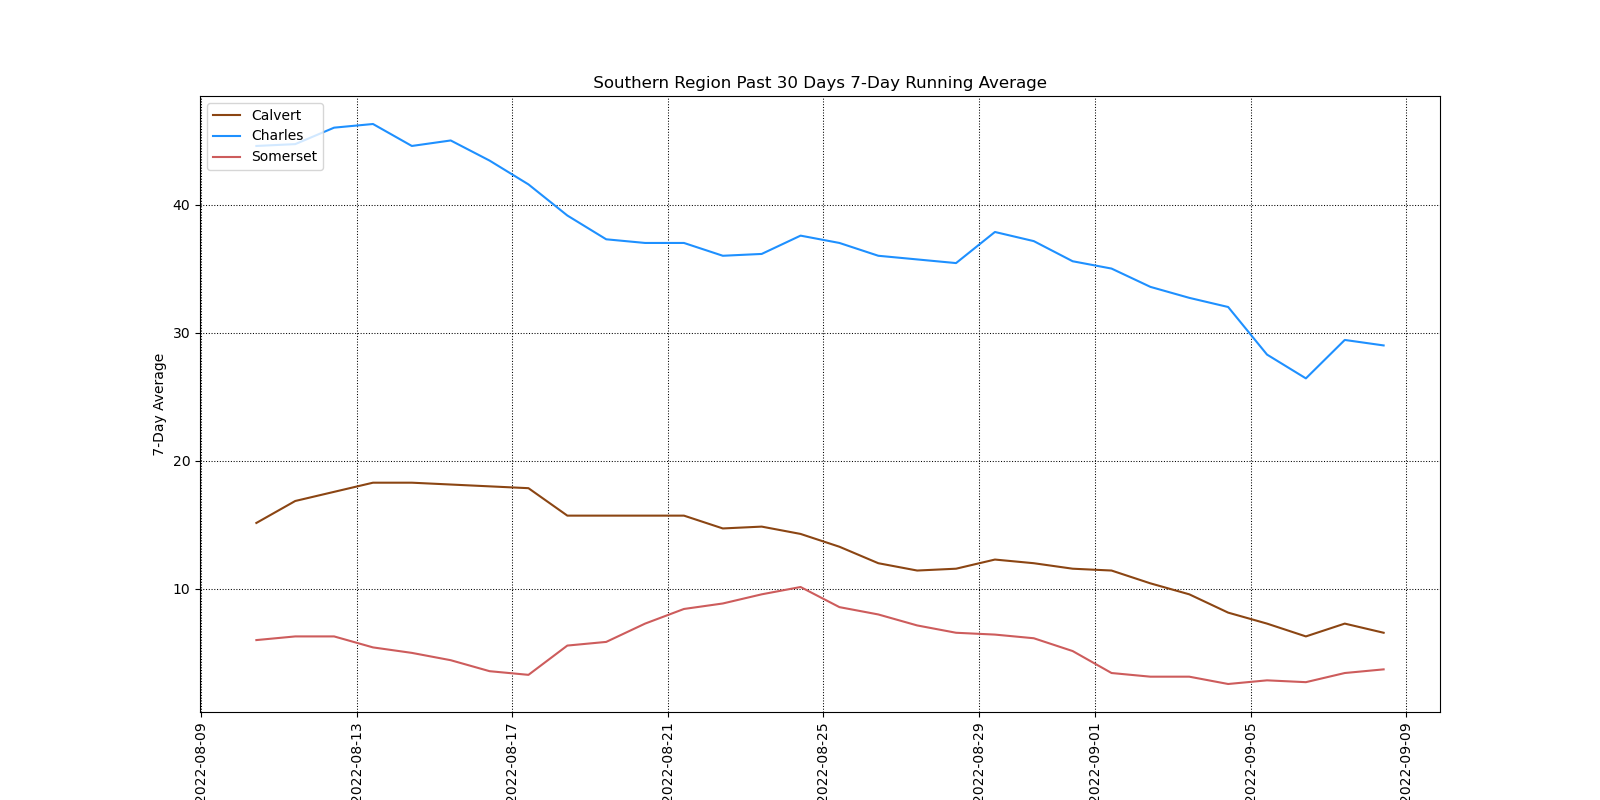 Southern Region Past 30 Days 7-Day Running Average
Calvert
Charles
Somerset
40
30
20
10
7-Day Average
2022-08-09
2022-08-13
2022-08-17
2022-08-21
2022-08-25
2022-08-29
2022-09-01
2022-09-05
2022-09-09